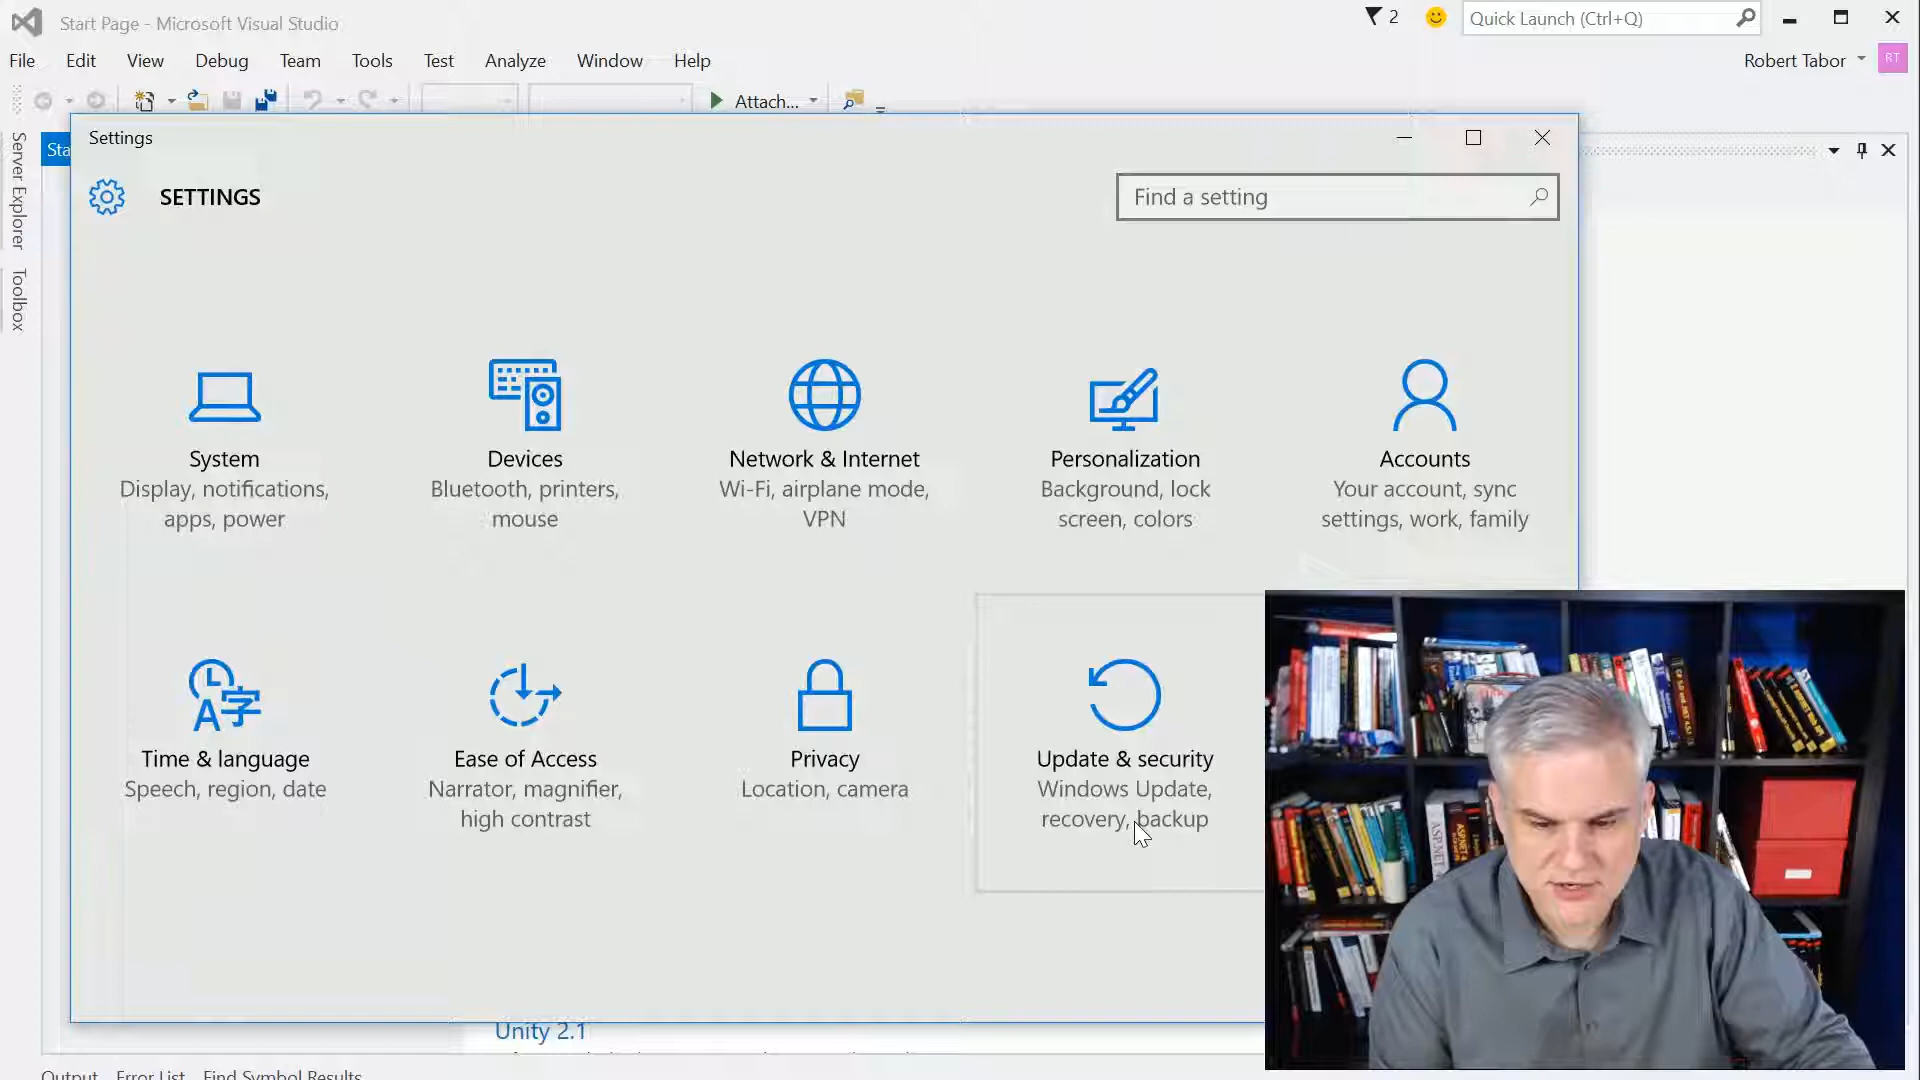 Start Page - Microsoft Visual Studio
2
Quick Launch (Ctrl+Q)
File Edit View Debug Team Tools Test Analyze Window Help
Robert Tabor
RT
Attach...
Server Explorer
Toolbox
Sta
Settings
SETTINGS
Find a setting
System
Display, notifications,
apps, power
Devices
Bluetooth, printers,
mouse
Network & Internet
Wi-Fi, airplane mode,
VPN
Personalization
Background, lock
screen, colors
Accounts
Your account, sync
settings, work, family
Time & language
Speech, region, date
Ease of Access
Narrator, magnifier,
high contrast
Privacy
Location, camera
Update & security
Windows Update,
recovery, backup
Unity 2.1
Output Error List Find Symbol Results